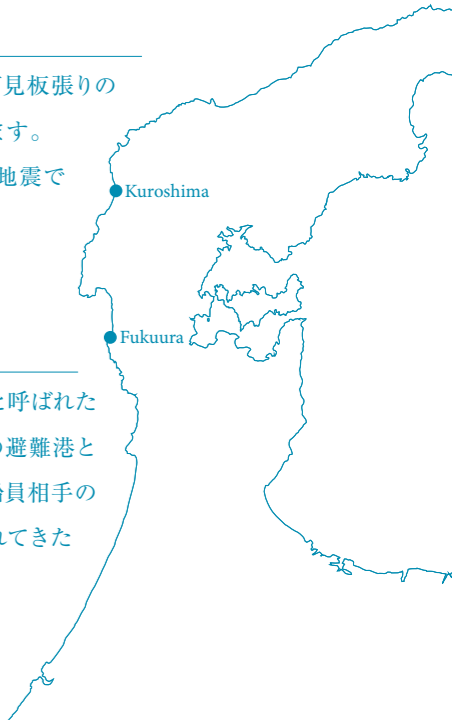 見板張りの
す。
地震で
Kuroshima
Fukuura
と呼ばれた
の避難港と
員相手の
れてきた